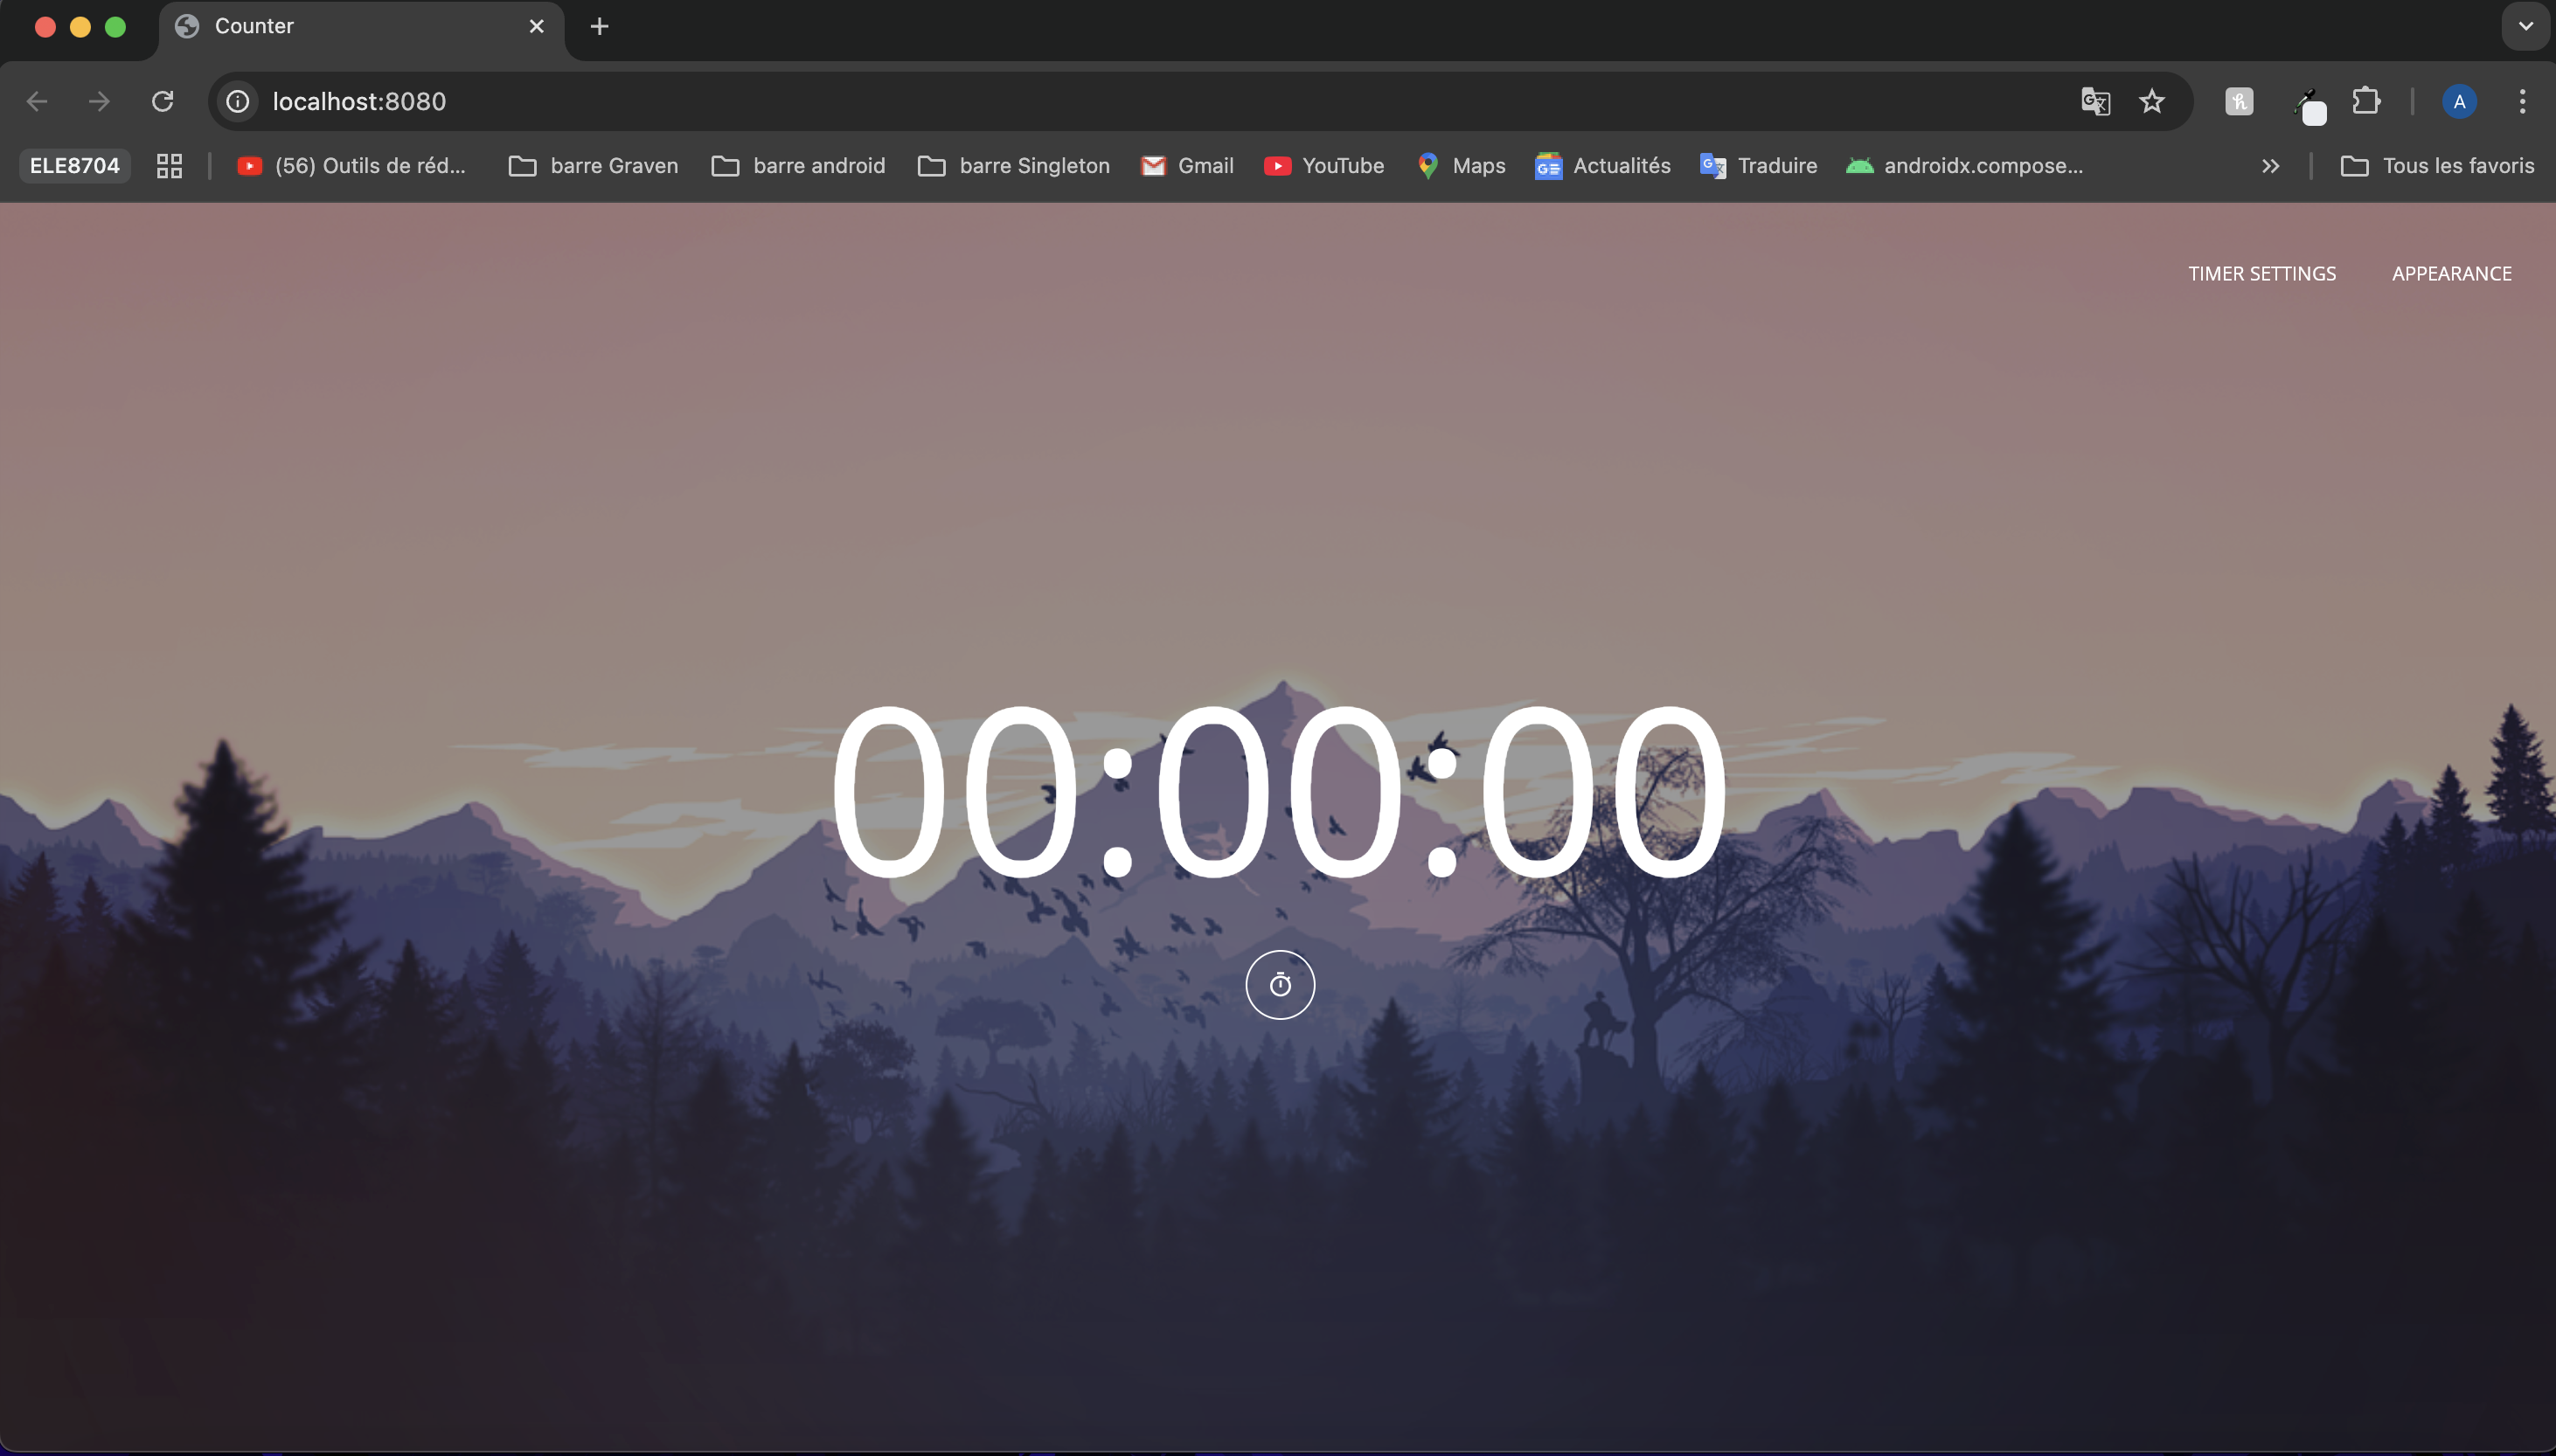 Counter
localhost:8080
ELE8704 (56) Outils de réd... barre Graven barre android barre Singleton Gmail YouTube Maps Actualités Traduire androidx.compose... Tous les favoris
A
TIMER SETTINGS APPEARANCE
00:00:00